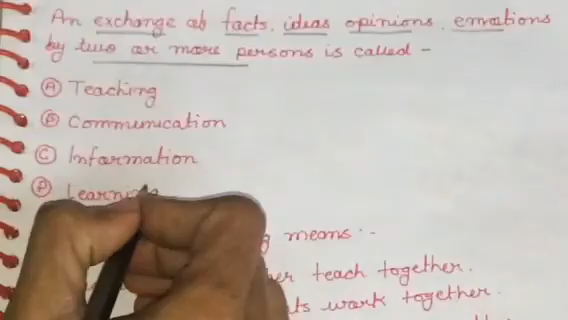 An exchange of facts, ideas opinions, emotions
by two or more persons is called -
Ⓐ Teaching
Ⓑ Communication
Ⓒ Information
Ⓓ Learning
means :-
teach together.
work together.